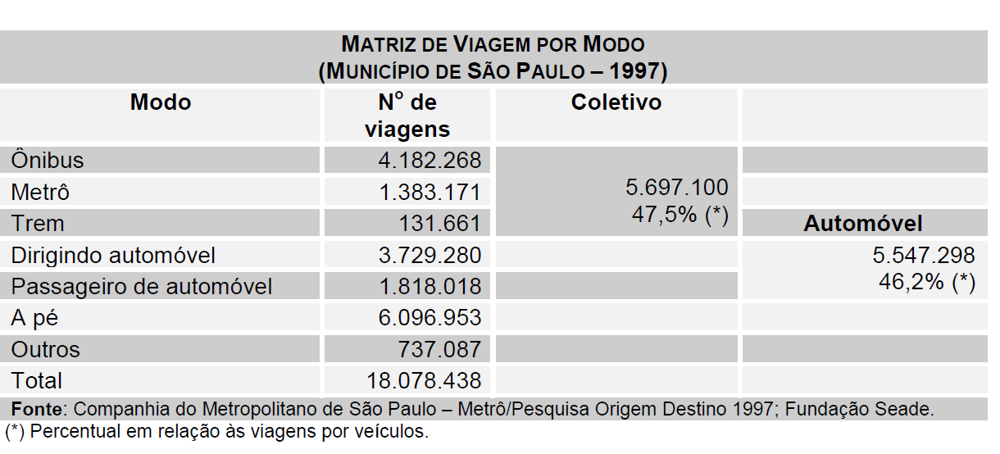 MATRIZ DE VIAGEM POR MODO
(MUNICÍPIO DE SÃO PAULO – 1997)
Modo Nº de viagens Coletivo
Ônibus 4.182.268
Metrô 1.383.171 5.697.100
47,5% (*)
Trem 131.661 Automóvel
Dirigindo automóvel 3.729.280 5.547.298
46,2% (*)
Passageiro de automóvel 1.818.018
A pé 6.096.953
Outros 737.087
Total 18.078.438
Fonte: Companhia do Metropolitano de São Paulo – Metrô/Pesquisa Origem Destino 1997; Fundação Seade.
(*) Percentual em relação às viagens por veículos.